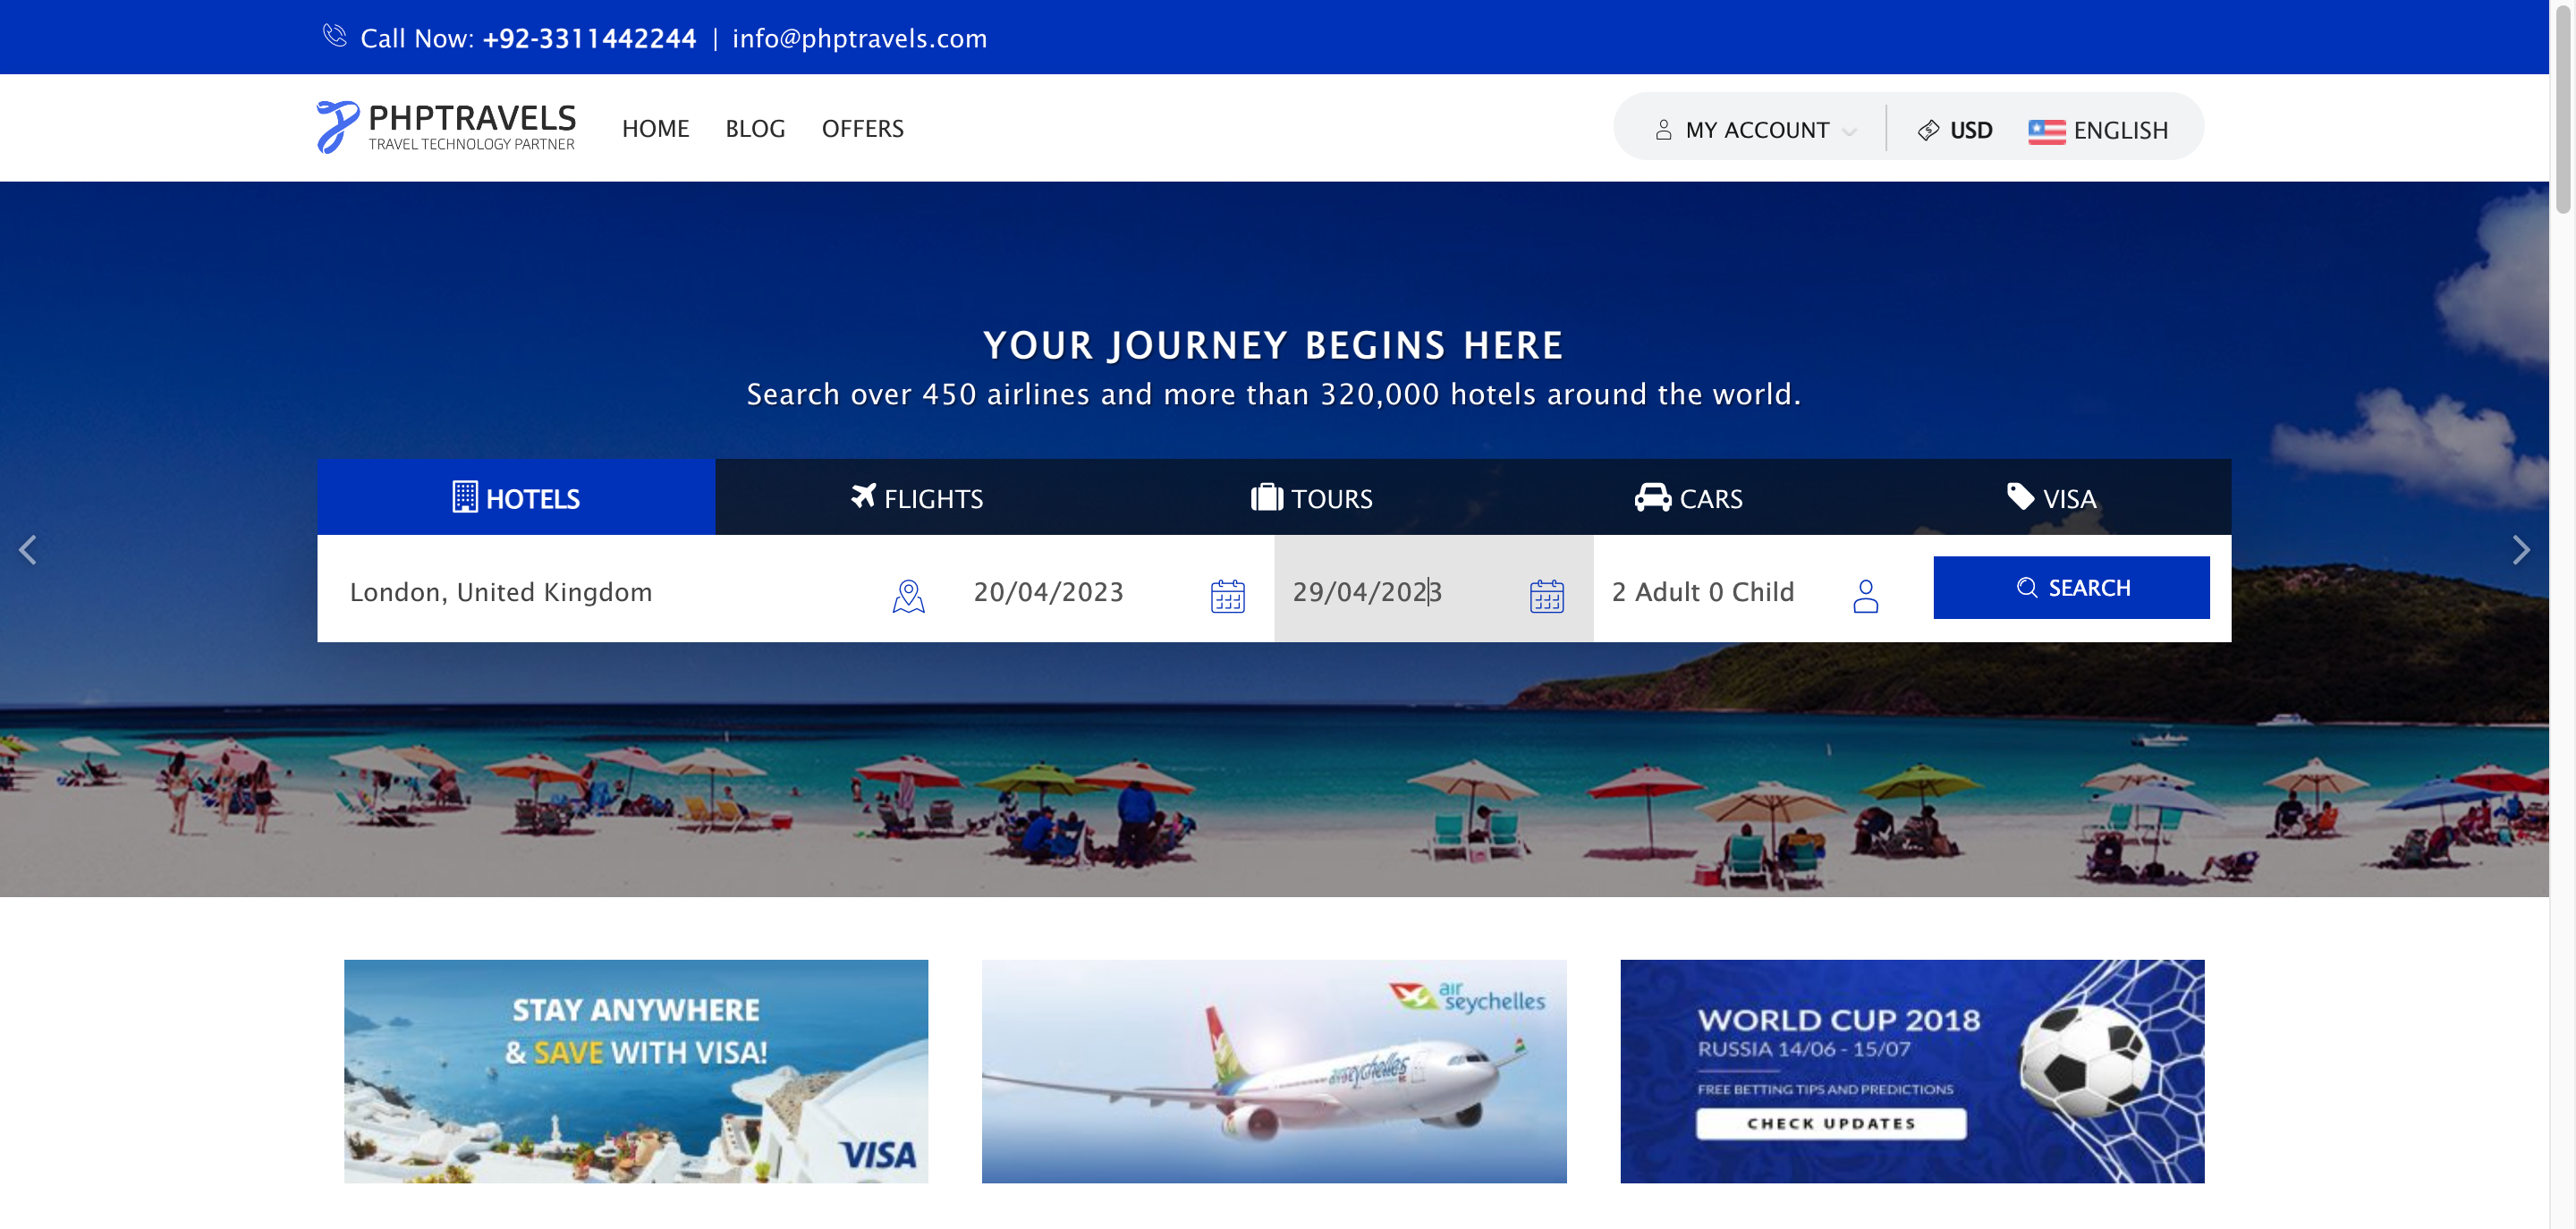 Call Now: +92-3311442244 | info@phptravels.com
PHPTRAVELS
TRAVEL TECHNOLOGY PARTNER
HOME BLOG OFFERS
MY ACCOUNT USD ENGLISH
YOUR JOURNEY BEGINS HERE
Search over 450 airlines and more than 320,000 hotels around the world.
HOTELS FLIGHTS TOURS CARS VISA
London, United Kingdom 20/04/2023 29/04/2023 2 Adult 0 Child SEARCH
STAY ANYWHERE
& SAVE WITH VISA!
VISA
air
seychelles
airseychelles
WORLD CUP 2018
RUSSIA 14/06 - 15/07
FREE BETTING TIPS AND PREDICTIONS
CHECK UPDATES